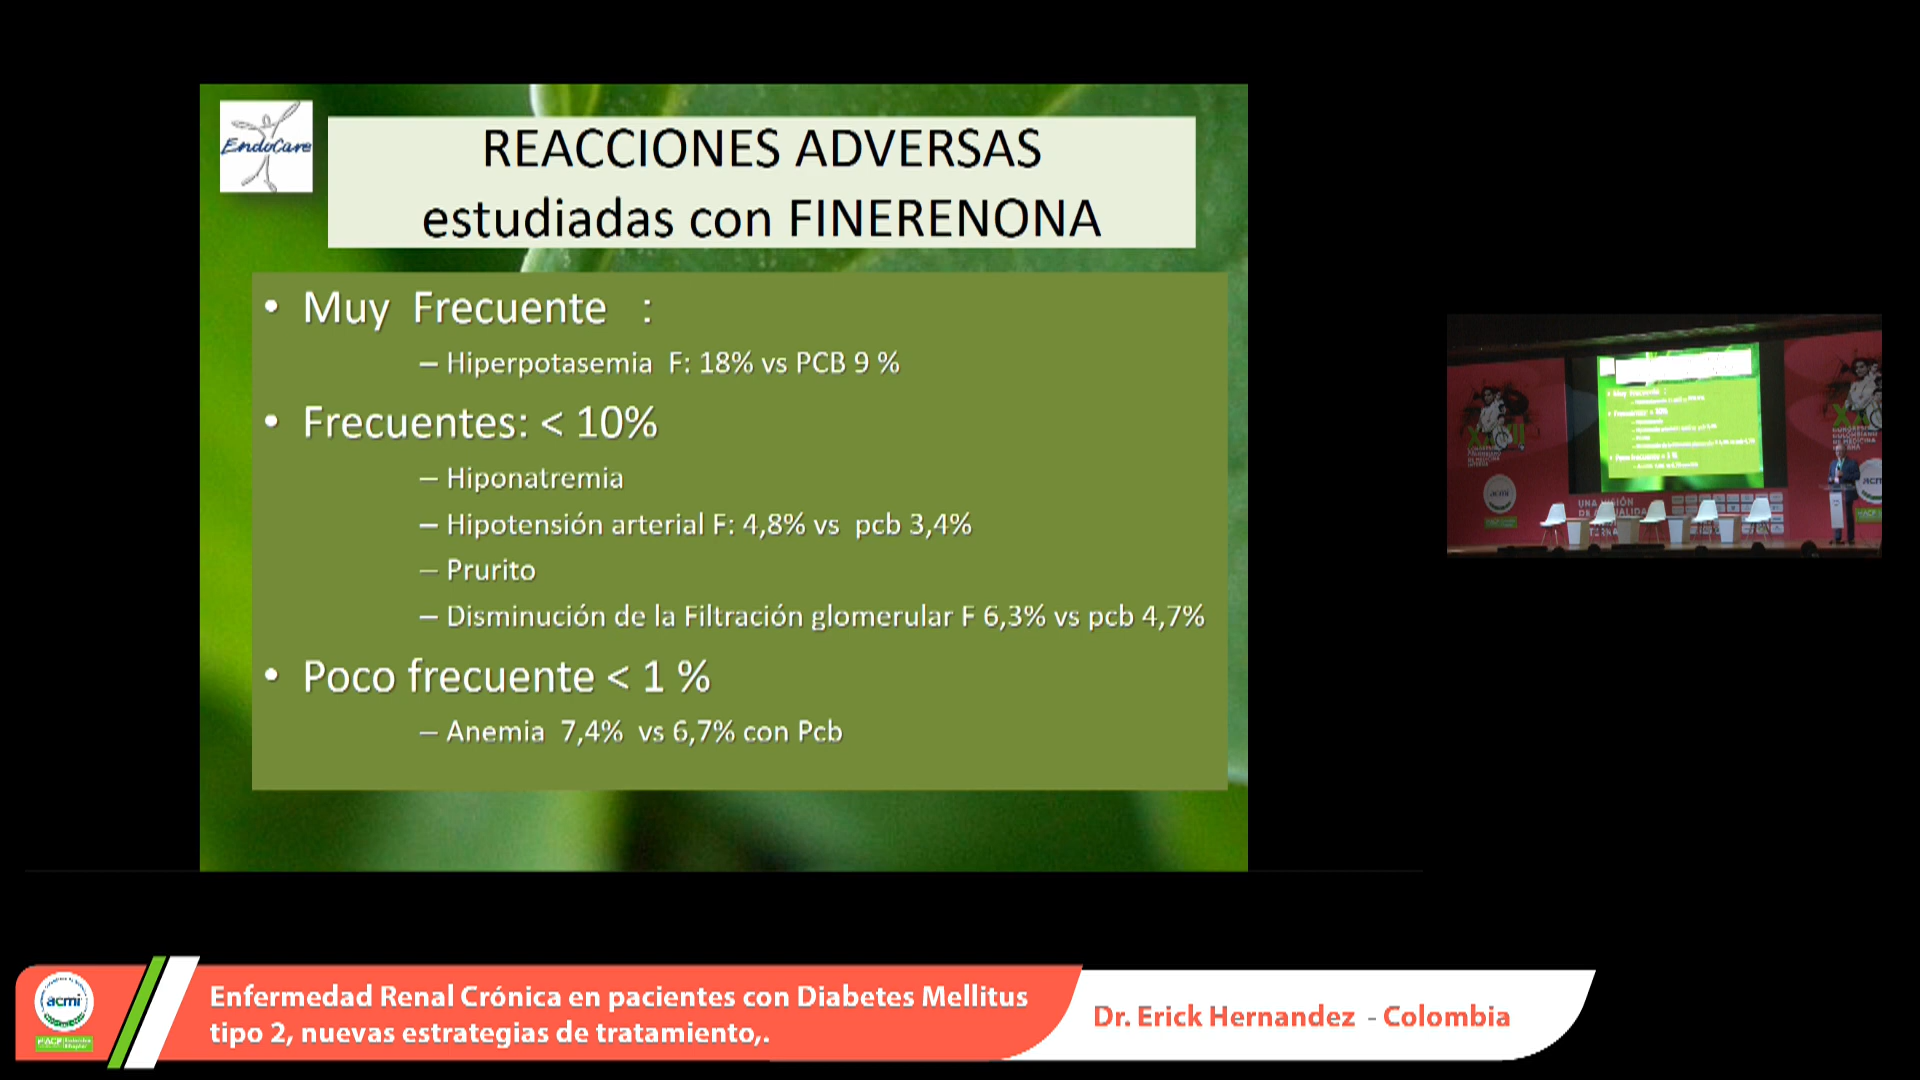 EndoCare
REACCIONES ADVERSAS
estudiadas con FINERENONA
• Muy Frecuente :
– Hiperpotasemia F: 18% vs PCB 9 %
• Frecuentes: < 10%
– Hiponatremia
– Hipotensión arterial F: 4,8% vs pcb 3,4%
– Prurito
– Disminución de la Filtración glomerular F 6,3% vs pcb 4,7%
• Poco frecuente < 1 %
– Anemia 7,4% vs 6,7% con Pcb
acmi
Enfermedad Renal Crónica en pacientes con Diabetes Mellitus
tipo 2, nuevas estrategias de tratamiento,.
Dr. Erick Hernandez - Colombia